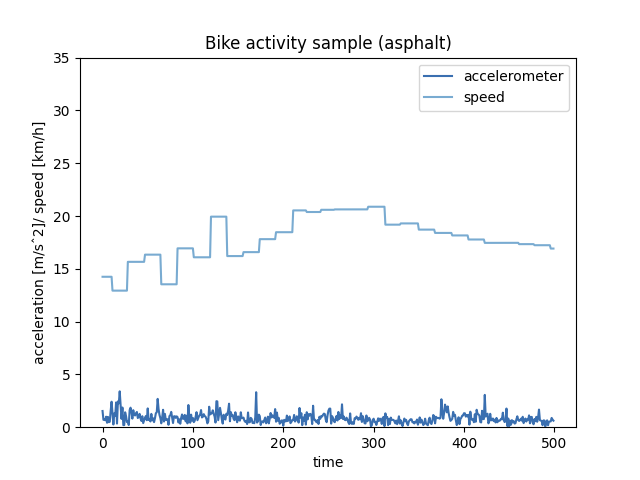 Bike activity sample (asphalt)
accelerometer
speed
35
30
25
20
15
10
5
0
acceleration [m/s^2]/ speed [km/h]
0 100 200 300 400 500
time